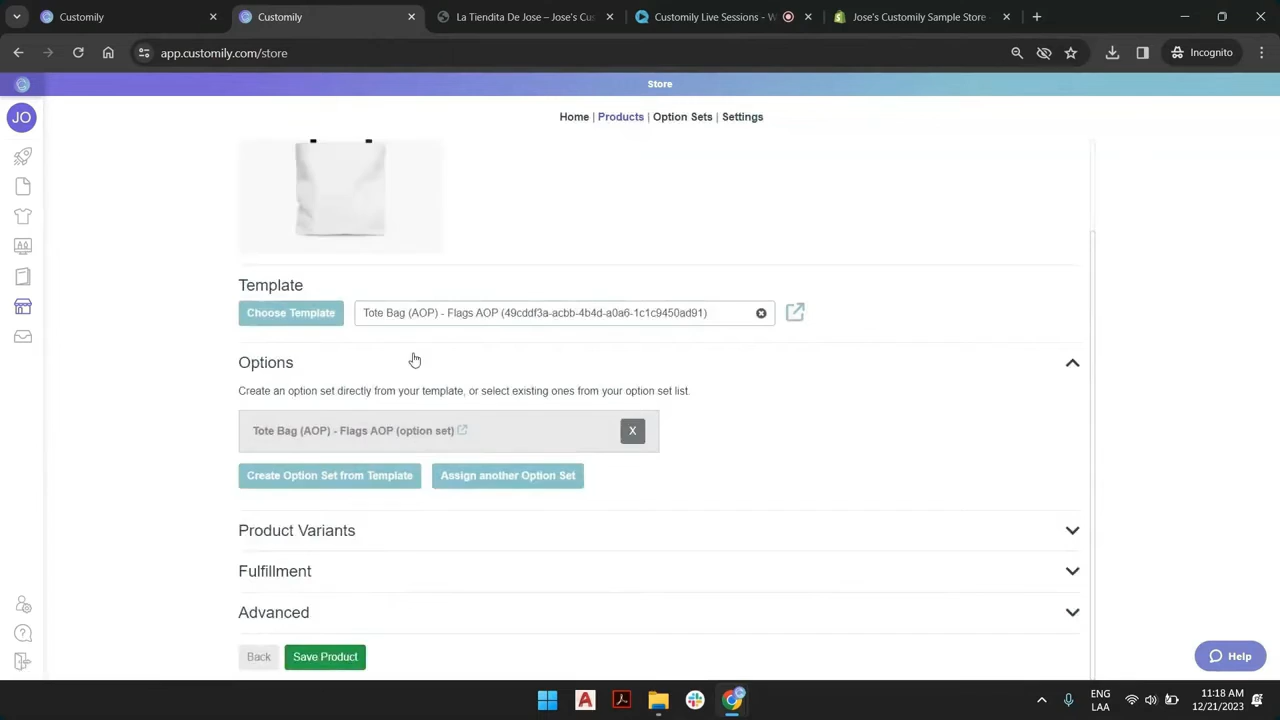 Customily
Customily
La Tiendita De Jose – Jose's Cus
Customily Live Sessions - W
Jose's Customily Sample Store ·
app.customily.com/store
Incognito
Store
JO
Home | Products | Option Sets | Settings
Template
Choose Template
Tote Bag (AOP) - Flags AOP (49cddf3a-acbb-4b4d-a0a6-1c1c9450ad91)
Options
Create an option set directly from your template, or select existing ones from your option set list.
Tote Bag (AOP) - Flags AOP (option set)
X
Create Option Set from Template
Assign another Option Set
Product Variants
Fulfillment
Advanced
Back
Save Product
Help
ENG
LAA
11:18 AM
12/21/2023